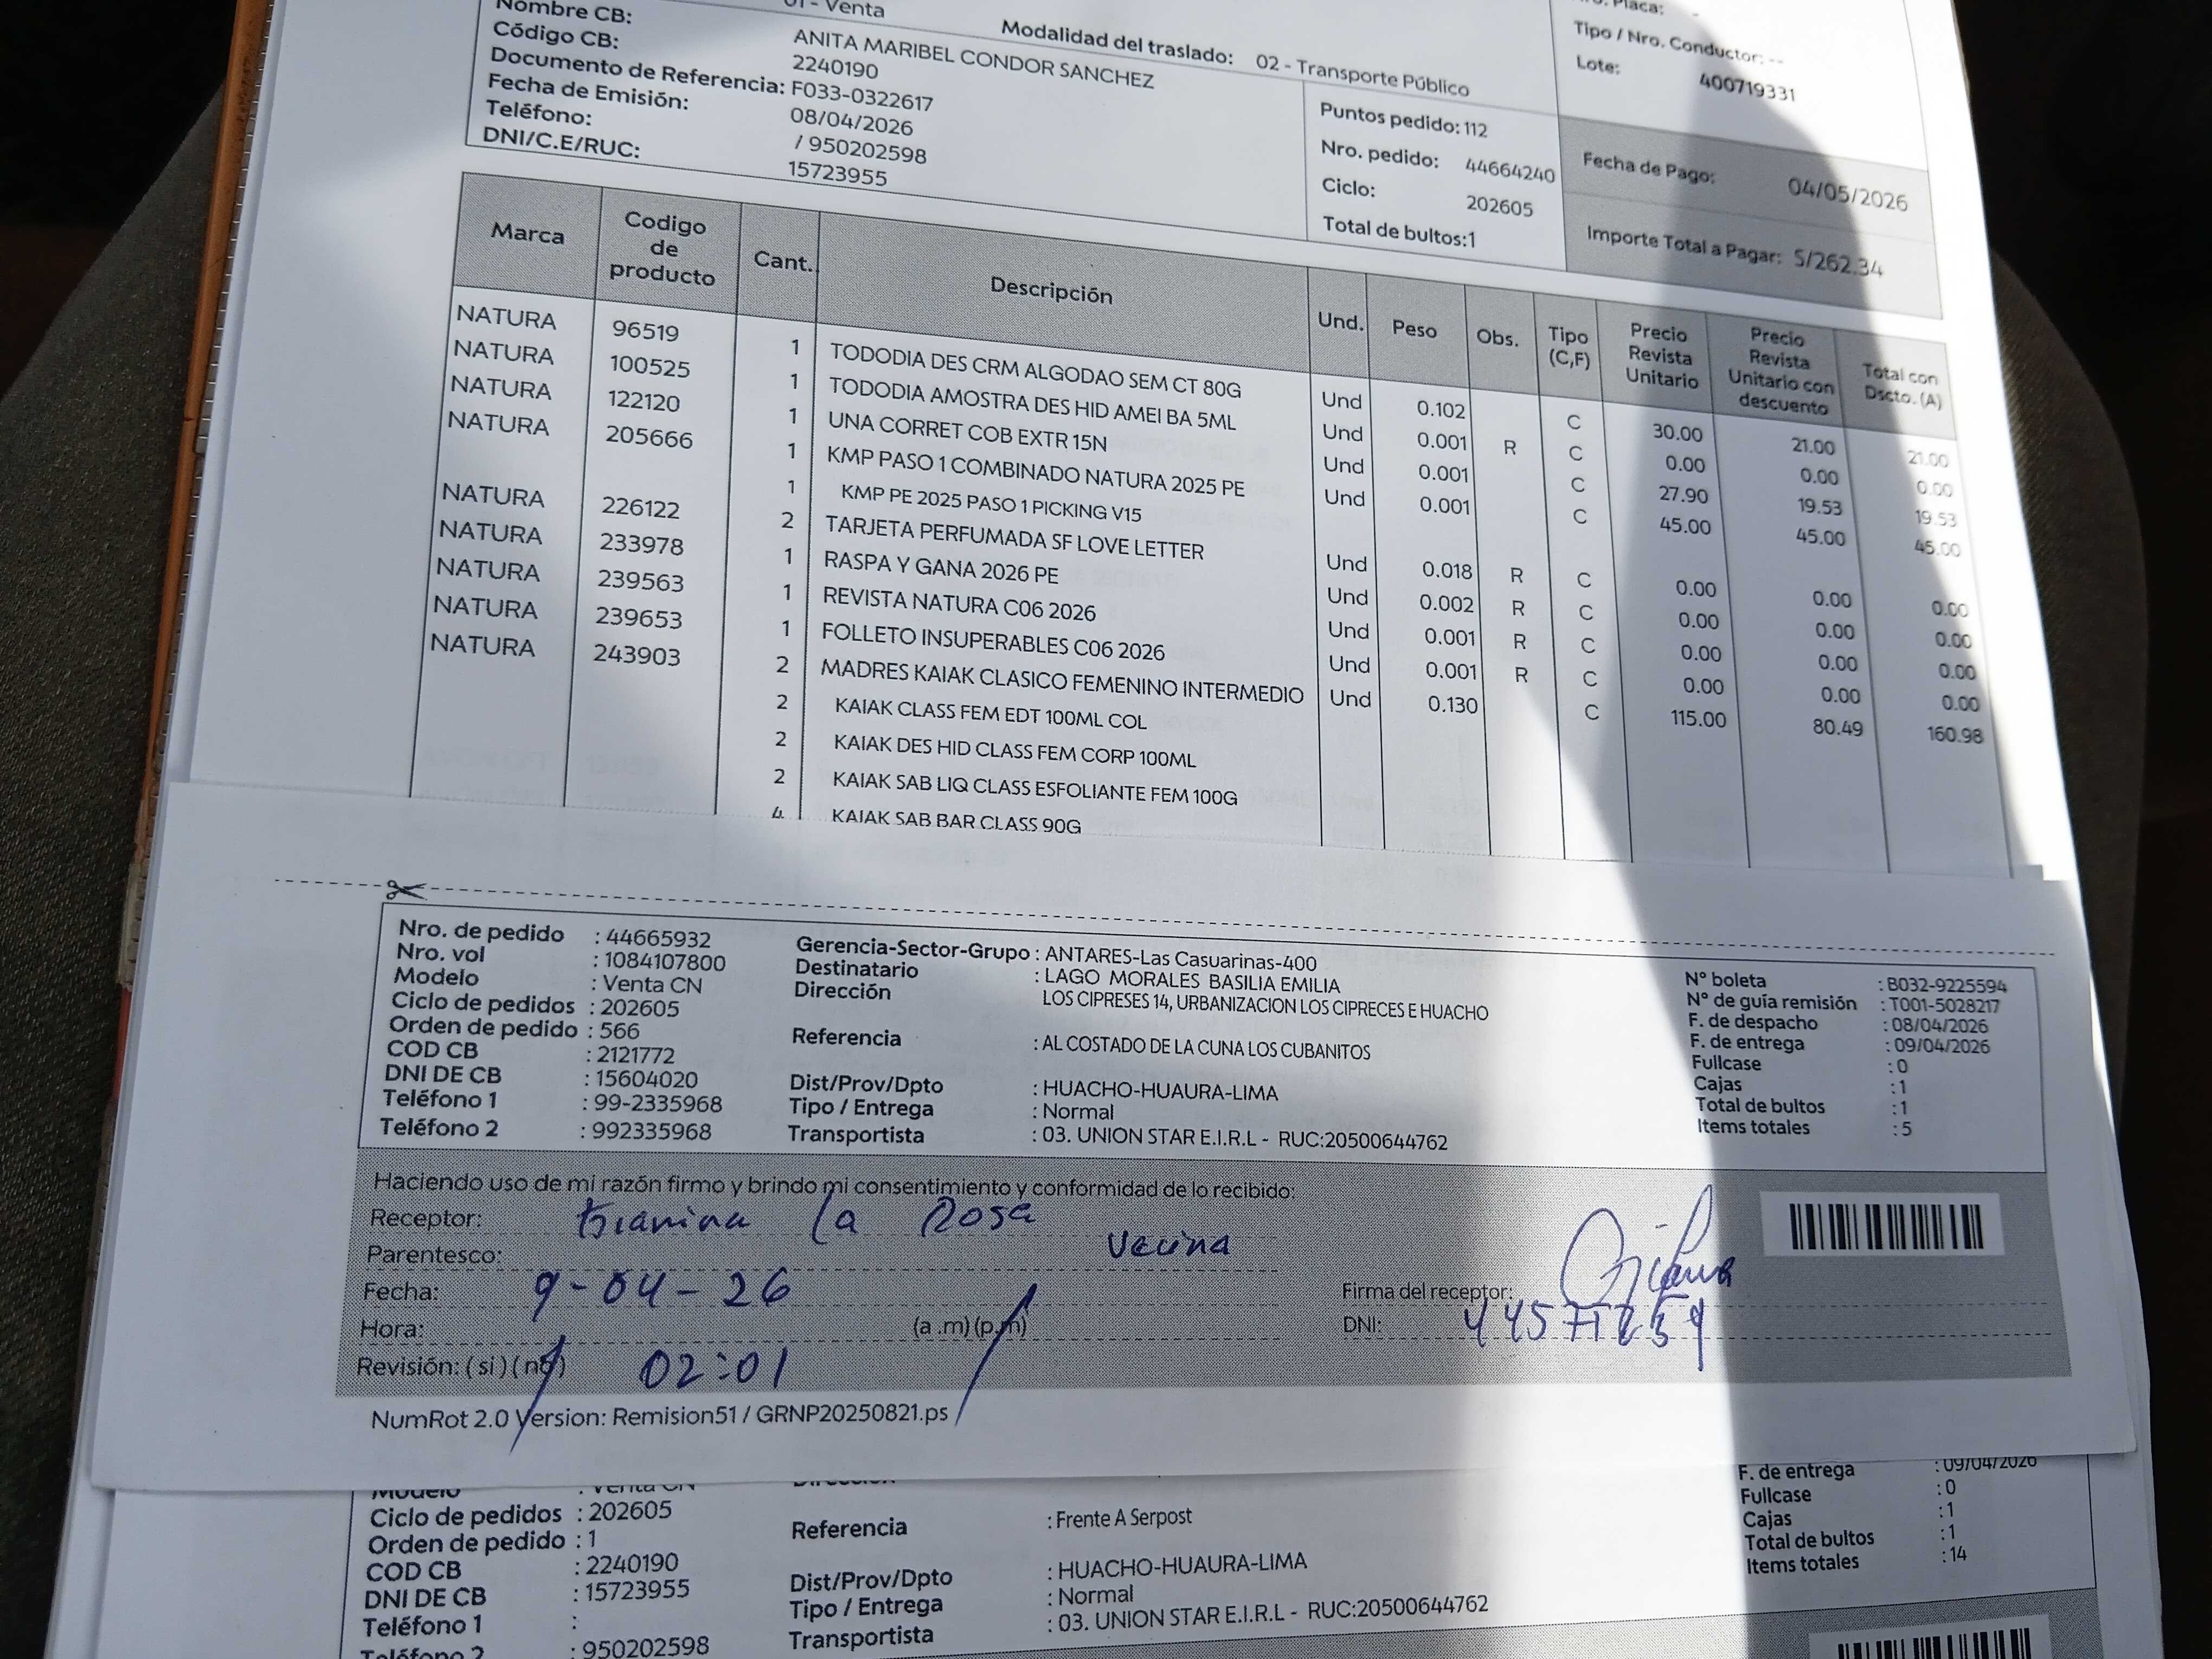 01 - Venta
Nombre CB: ANITA MARIBEL CONDOR SANCHEZ
Código CB: 2240190
Documento de Referencia: F033-0322617
Fecha de Emisión: 08/04/2026
Teléfono: / 950202598
DNI/C.E/RUC: 15723955
Modalidad del traslado: 02 - Transporte Público
Puntos pedido: 112
Nro. pedido: 44664240
Ciclo: 202605
Total de bultos:1
Placa: -
Tipo / Nro. Conductor: --
Lote: 400719331
Fecha de Pago: 04/05/2026
Importe Total a Pagar: S/262.34
Marca Codigo de producto Cant. Descripción Und. Peso Obs. Tipo (C,F) Precio Revista Unitario Precio Revista Unitario con descuento Total con Dscto. (A)
NATURA 96519 1 TODODIA DES CRM ALGODAO SEM CT 80G Und 0.102 C 30.00 21.00 21.00
NATURA 100525 1 TODODIA AMOSTRA DES HID AMEI BA 5ML Und 0.001 R C 0.00 0.00 0.00
NATURA 122120 1 UNA CORRET COB EXTR 15N Und 0.001 C 27.90 19.53 19.53
NATURA 205666 1 KMP PASO 1 COMBINADO NATURA 2025 PE Und 0.001 C 45.00 45.00 45.00
1 KMP PE 2025 PASO 1 PICKING V15
NATURA 226122 2 TARJETA PERFUMADA SF LOVE LETTER Und 0.018 R C 0.00 0.00 0.00
NATURA 233978 1 RASPA Y GANA 2026 PE Und 0.002 R C 0.00 0.00 0.00
NATURA 239563 1 REVISTA NATURA C06 2026 Und 0.001 R C 0.00 0.00 0.00
NATURA 239653 1 FOLLETO INSUPERABLES C06 2026 Und 0.001 R C 0.00 0.00 0.00
NATURA 243903 2 MADRES KAIAK CLASICO FEMENINO INTERMEDIO Und 0.130 C 115.00 80.49 160.98
2 KAIAK CLASS FEM EDT 100ML COL
2 KAIAK DES HID CLASS FEM CORP 100ML
2 KAIAK SAB LIQ CLASS ESFOLIANTE FEM 100G
4 KAIAK SAB BAR CLASS 90G
Nro. de pedido : 44665932
Nro. vol : 1084107800
Modelo : Venta CN
Ciclo de pedidos : 202605
Orden de pedido : 566
COD CB : 2121772
DNI DE CB : 15604020
Teléfono 1 : 99-2335968
Teléfono 2 : 992335968
Gerencia-Sector-Grupo : ANTARES-Las Casuarinas-400
Destinatario : LAGO MORALES BASILIA EMILIA
Dirección LOS CIPRESES 14, URBANIZACION LOS CIPRECES E HUACHO
Referencia : AL COSTADO DE LA CUNA LOS CUBANITOS
Dist/Prov/Dpto : HUACHO-HUAURA-LIMA
Tipo / Entrega : Normal
Transportista : 03. UNION STAR E.I.R.L - RUC:20500644762
N° boleta : B032-9225594
N° de guía remisión : T001-5028217
F. de despacho : 08/04/2026
F. de entrega : 09/04/2026
Fullcase : 0
Cajas : 1
Total de bultos : 1
Items totales : 5
Haciendo uso de mi razón firmo y brindo mi consentimiento y conformidad de lo recibido:
Receptor: La Rosa
Parentesco: Vecina
Fecha: 9-04-26
Hora: (a .m) (p.m)
Revisión: (si) (no) 02:01
Firma del receptor:
DNI:
NumRot 2.0 Version: Remision51 / GRNP20250821.ps
Modelo : Venta CN
Ciclo de pedidos : 202605
Orden de pedido : 1
COD CB : 2240190
DNI DE CB : 15723955
Teléfono 1 :
Teléfono 2 : 950202598
Dirección
Referencia : Frente A Serpost
Dist/Prov/Dpto : HUACHO-HUAURA-LIMA
Tipo / Entrega : Normal
Transportista : 03. UNION STAR E.I.R.L - RUC:20500644762
F. de entrega : 09/04/2026
Fullcase : 0
Cajas : 1
Total de bultos : 1
Items totales : 14